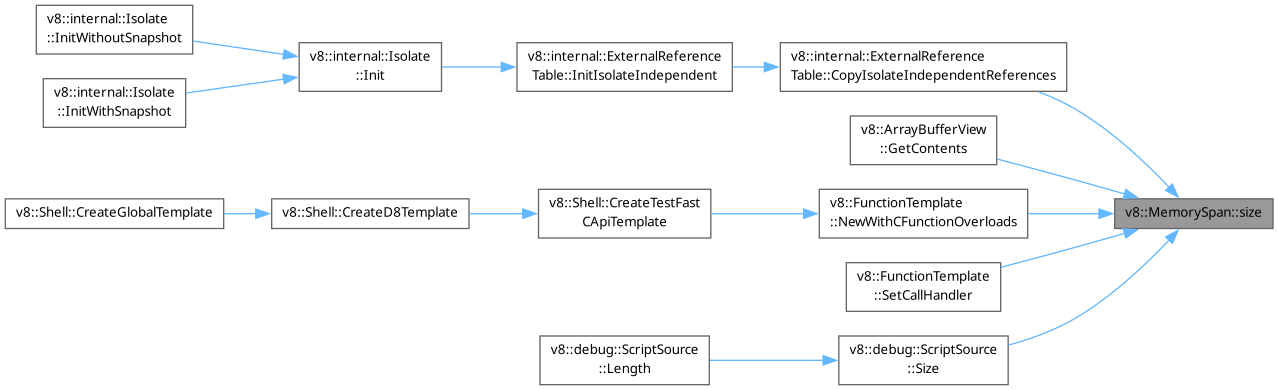 v8::internal::Isolate
::InitWithoutSnapshot
v8::internal::Isolate
::InitWithSnapshot
v8::internal::Isolate
::Init
v8::internal::ExternalReference
Table::InitIsolateIndependent
v8::internal::ExternalReference
Table::CopyIsolateIndependentReferences
v8::ArrayBufferView
::GetContents
v8::Shell::CreateGlobalTemplate
v8::Shell::CreateD8Template
v8::Shell::CreateTestFast
CApiTemplate
v8::FunctionTemplate
::NewWithCFunctionOverloads
v8::MemorySpan::size
v8::FunctionTemplate
::SetCallHandler
v8::debug::ScriptSource
::Length
v8::debug::ScriptSource
::Size